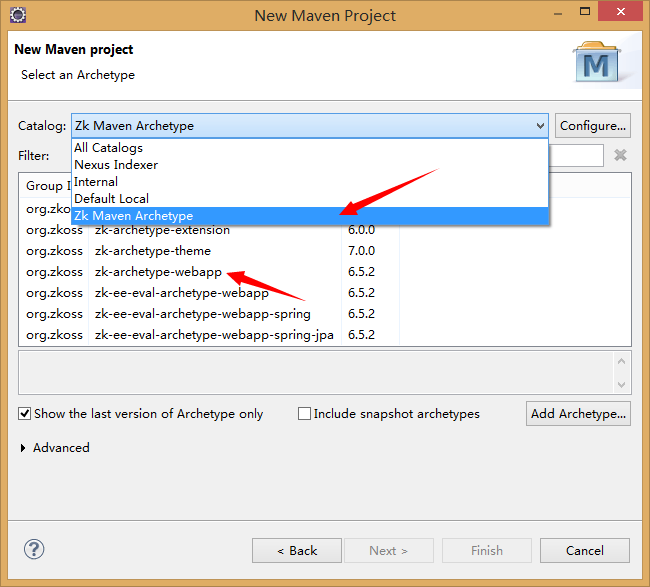 New Maven Project
New Maven project
Select an Archetype
M
Catalog: Zk Maven Archetype Configure...
All Catalogs
Filter:
Nexus Indexer
Internal
Default Local
Zk Maven Archetype
Group I
org.zko
org.zkoss zk-archetype-extension 6.0.0
org.zkoss zk-archetype-theme 7.0.0
org.zkoss zk-archetype-webapp 6.5.2
org.zkoss zk-ee-eval-archetype-webapp 6.5.2
org.zkoss zk-ee-eval-archetype-webapp-spring 6.5.2
org.zkoss zk-ee-eval-archetype-webapp-spring-jpa 6.5.2
Show the last version of Archetype only Include snapshot archetypes Add Archetype...
Advanced
? < Back Next > Finish Cancel